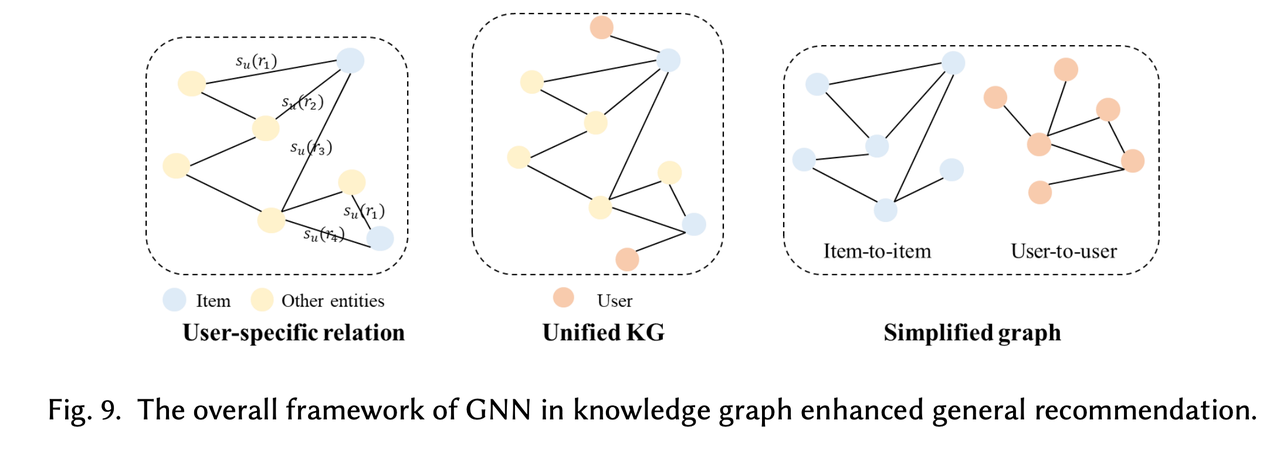 s_u(r_1)
s_u(r_2)
s_u(r_3)
s_u(r_1)
s_u(r_4)
Item-to-item User-to-user
Item Other entities User
User-specific relation Unified KG Simplified graph
Fig. 9. The overall framework of GNN in knowledge graph enhanced general recommendation.